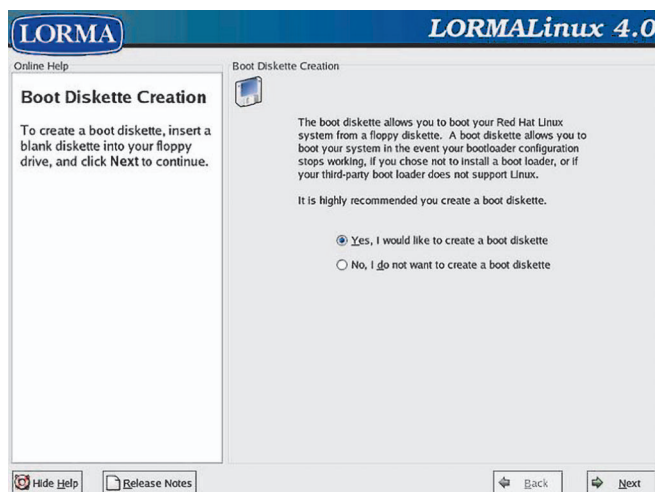 LORMA
LORMALinux 4.0
Online Help
Boot Diskette Creation
To create a boot diskette, insert a
blank diskette into your floppy
drive, and click Next to continue.
Boot Diskette Creation
The boot diskette allows you to boot your Red Hat Linux
system from a floppy diskette. A boot diskette allows you to
boot your system in the event your bootloader configuration
stops working, if you chose not to install a boot loader, or if
your third-party boot loader does not support Linux.
It is highly recommended you create a boot diskette.
Yes, I would like to create a boot diskette
No, I do not want to create a boot diskette
Hide Help
Release Notes
Back
Next